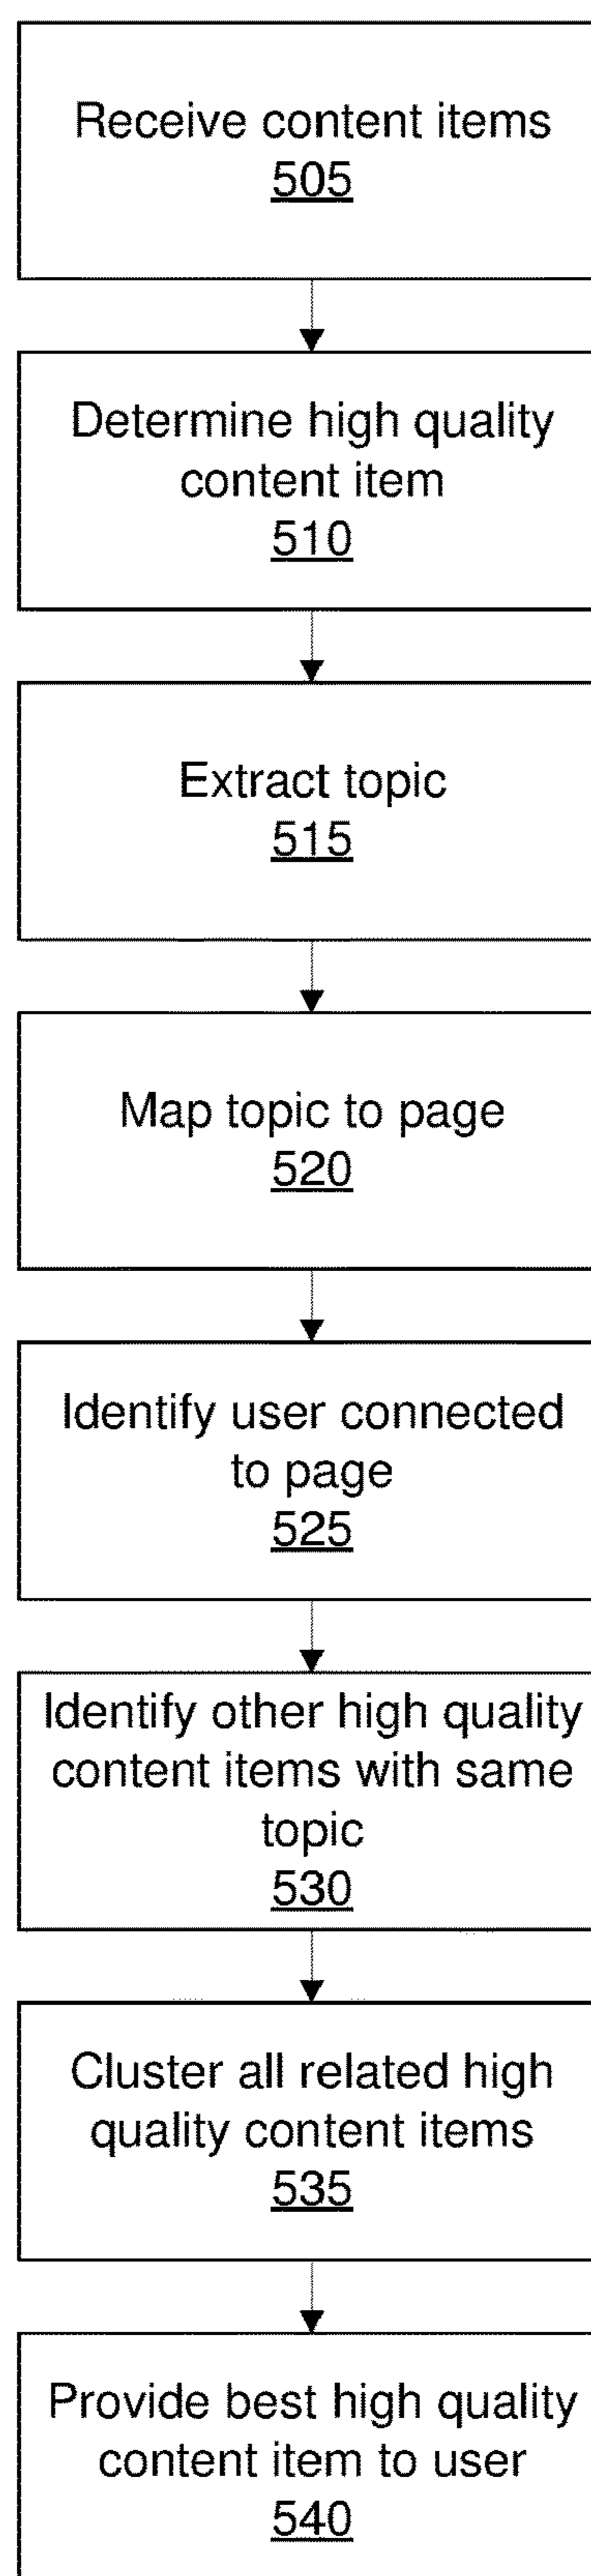 Receive content items
505
Determine high quality
content item
510
Extract topic
515
Map topic to page
520
Identify user connected
to page
525
Identify other high quality
content items with same
topic
530
Cluster all related high
quality content items
535
Provide best high quality
content item to user
540